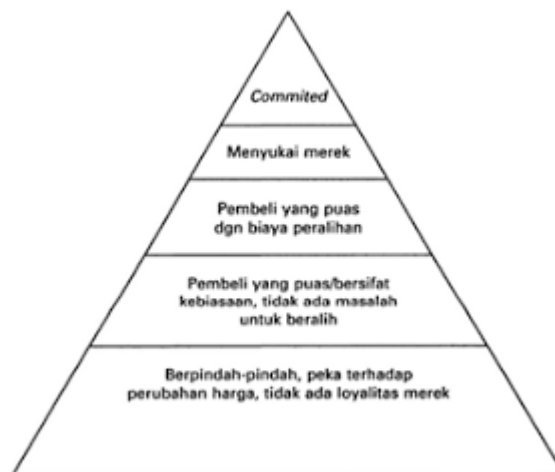 Commited
Menyukai merek
Pembeli yang puas
dgn biaya peralihan
Pembeli yang puas/bersifat
kebiasaan, tidak ada masalah
untuk beralih
Berpindah-pindah, peka terhadap
perubahan harga, tidak ada loyalitas merek